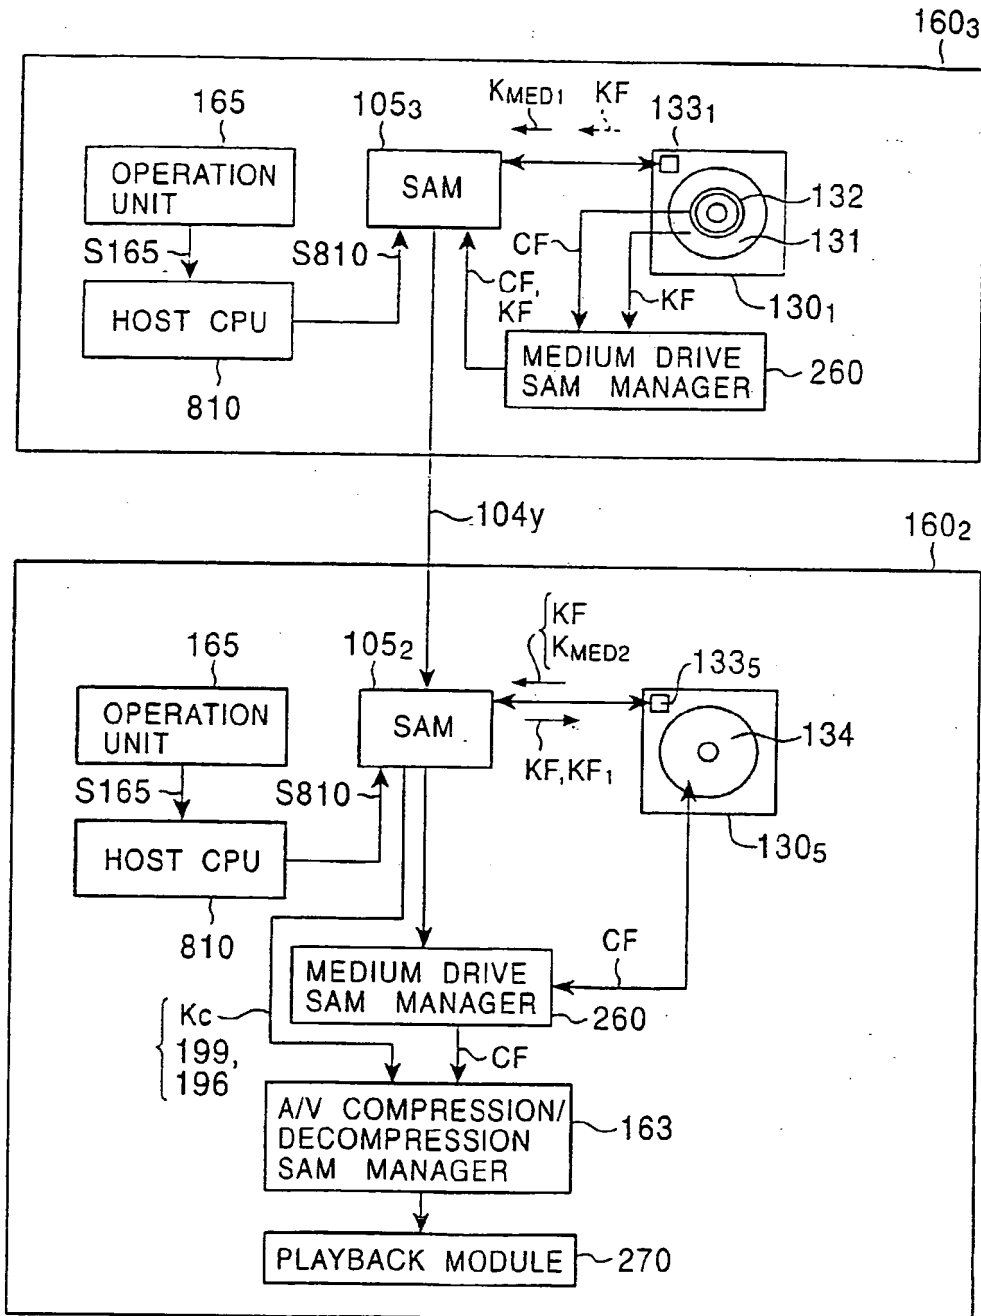 160₃
165
105₃
K_MED1
KF
133₁
OPERATION
UNIT
SAM
132
131
S165
S810
CF,
KF
CF
KF
130₁
HOST CPU
MEDIUM DRIVE
SAM MANAGER
260
810
104y
160₂
165
105₂
KF
K_MED2
133₅
OPERATION
UNIT
SAM
134
KF,KF₁
S165
S810
130₅
HOST CPU
810
CF
MEDIUM DRIVE
SAM MANAGER
260
Kc
199,
196
CF
A/V COMPRESSION/
DECOMPRESSION
SAM MANAGER
163
PLAYBACK MODULE
270